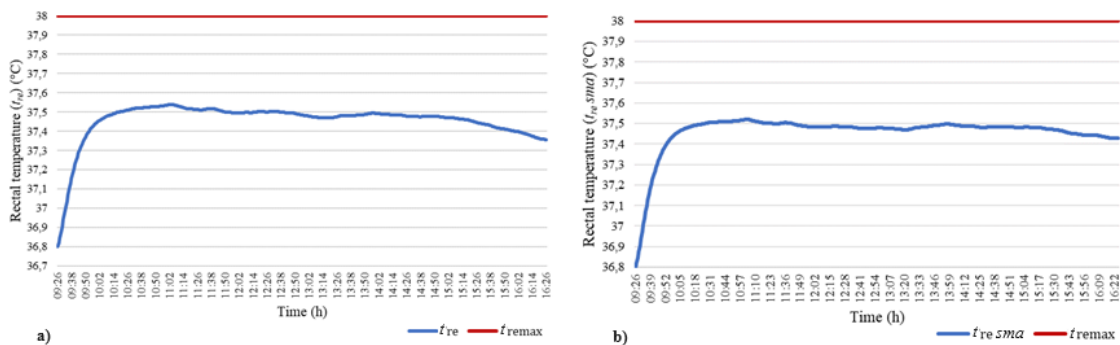 38
37,9
37,8
37,7
37,6
37,5
37,4
37,3
37,2
37,1
37
36,9
36,8
36,7
Rectal temperature (tre) (°C)
09:26 09:38 09:50 10:02 10:14 10:26 10:38 10:50 11:02 11:14 11:26 11:38 11:50 12:02 12:14 12:26 12:38 12:50 13:02 13:14 13:26 13:38 13:50 14:02 14:14 14:26 14:38 14:50 15:02 15:14 15:26 15:38 15:50 16:02 16:14 16:26
Time (h)
a)
tre tremax
38
37,9
37,8
37,7
37,6
37,5
37,4
37,3
37,2
37,1
37
36,9
36,8
Rectal temperature (tre sma) (°C)
09:26 09:39 09:52 10:05 10:18 10:31 10:44 10:57 11:10 11:23 11:36 11:49 12:02 12:15 12:28 12:41 12:54 13:07 13:20 13:33 13:46 13:59 14:12 14:25 14:38 14:51 15:04 15:17 15:30 15:43 15:56 16:09 16:22
Time (h)
b)
tre sma tremax